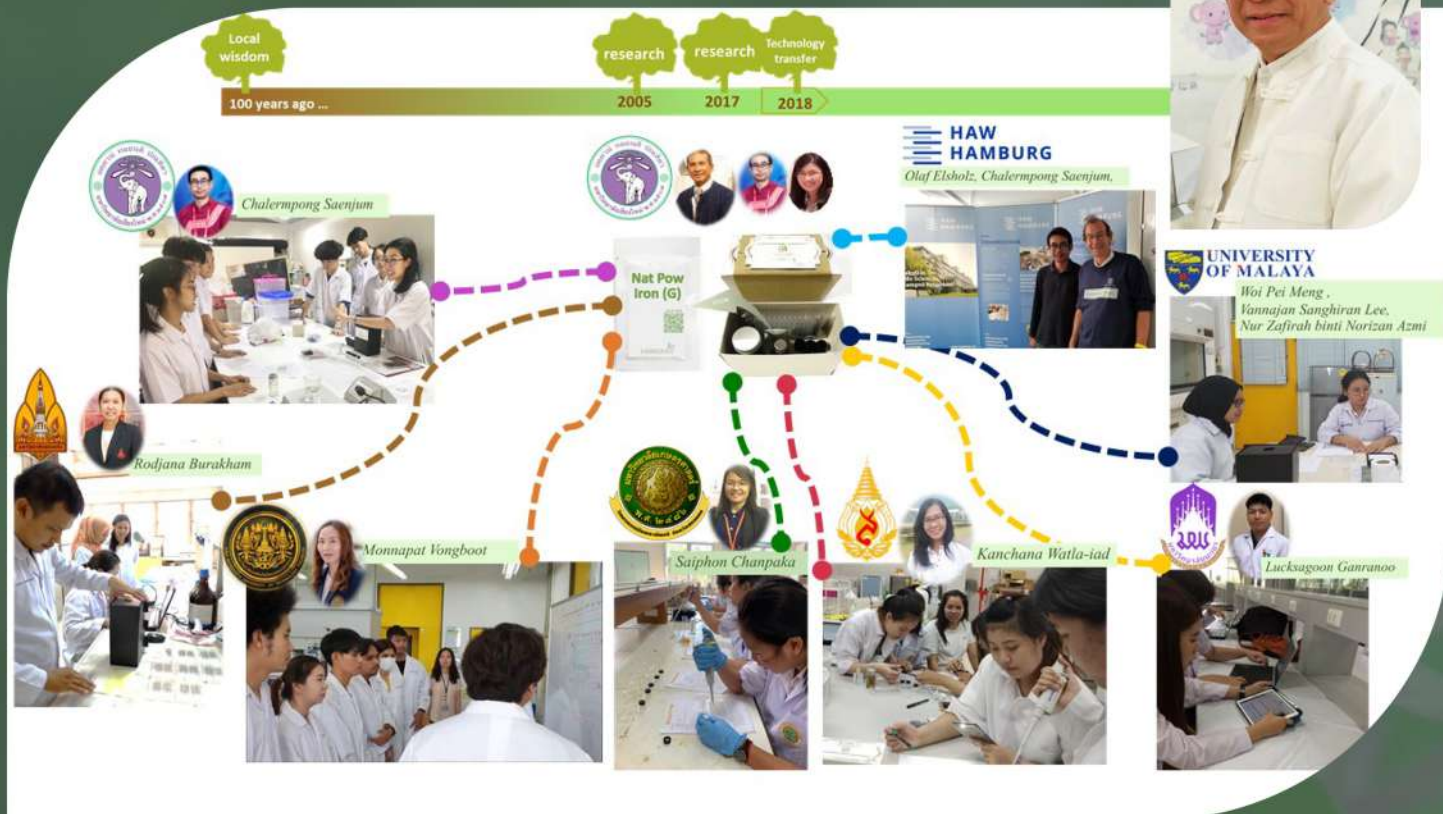 Local
wisdom
research
research
Technology
transfer
100 years ago ...
2005
2017
2018
HAW
HAMBURG
Olaf Elsholz, Chalermpong Saenjum,
Chalermpong Saenjum
Nat Pow
Iron (G)
UNIVERSITY
OF MALAYA
Woi Pei Meng ,
Vannajan Sanghiran Lee,
Nur Zafirah binti Norizan Azmi
Rodjana Burakham
Monnapat Vongboot
Saiphon Chanpaka
Kanchana Watla-iad
Lucksagoon Ganranoo